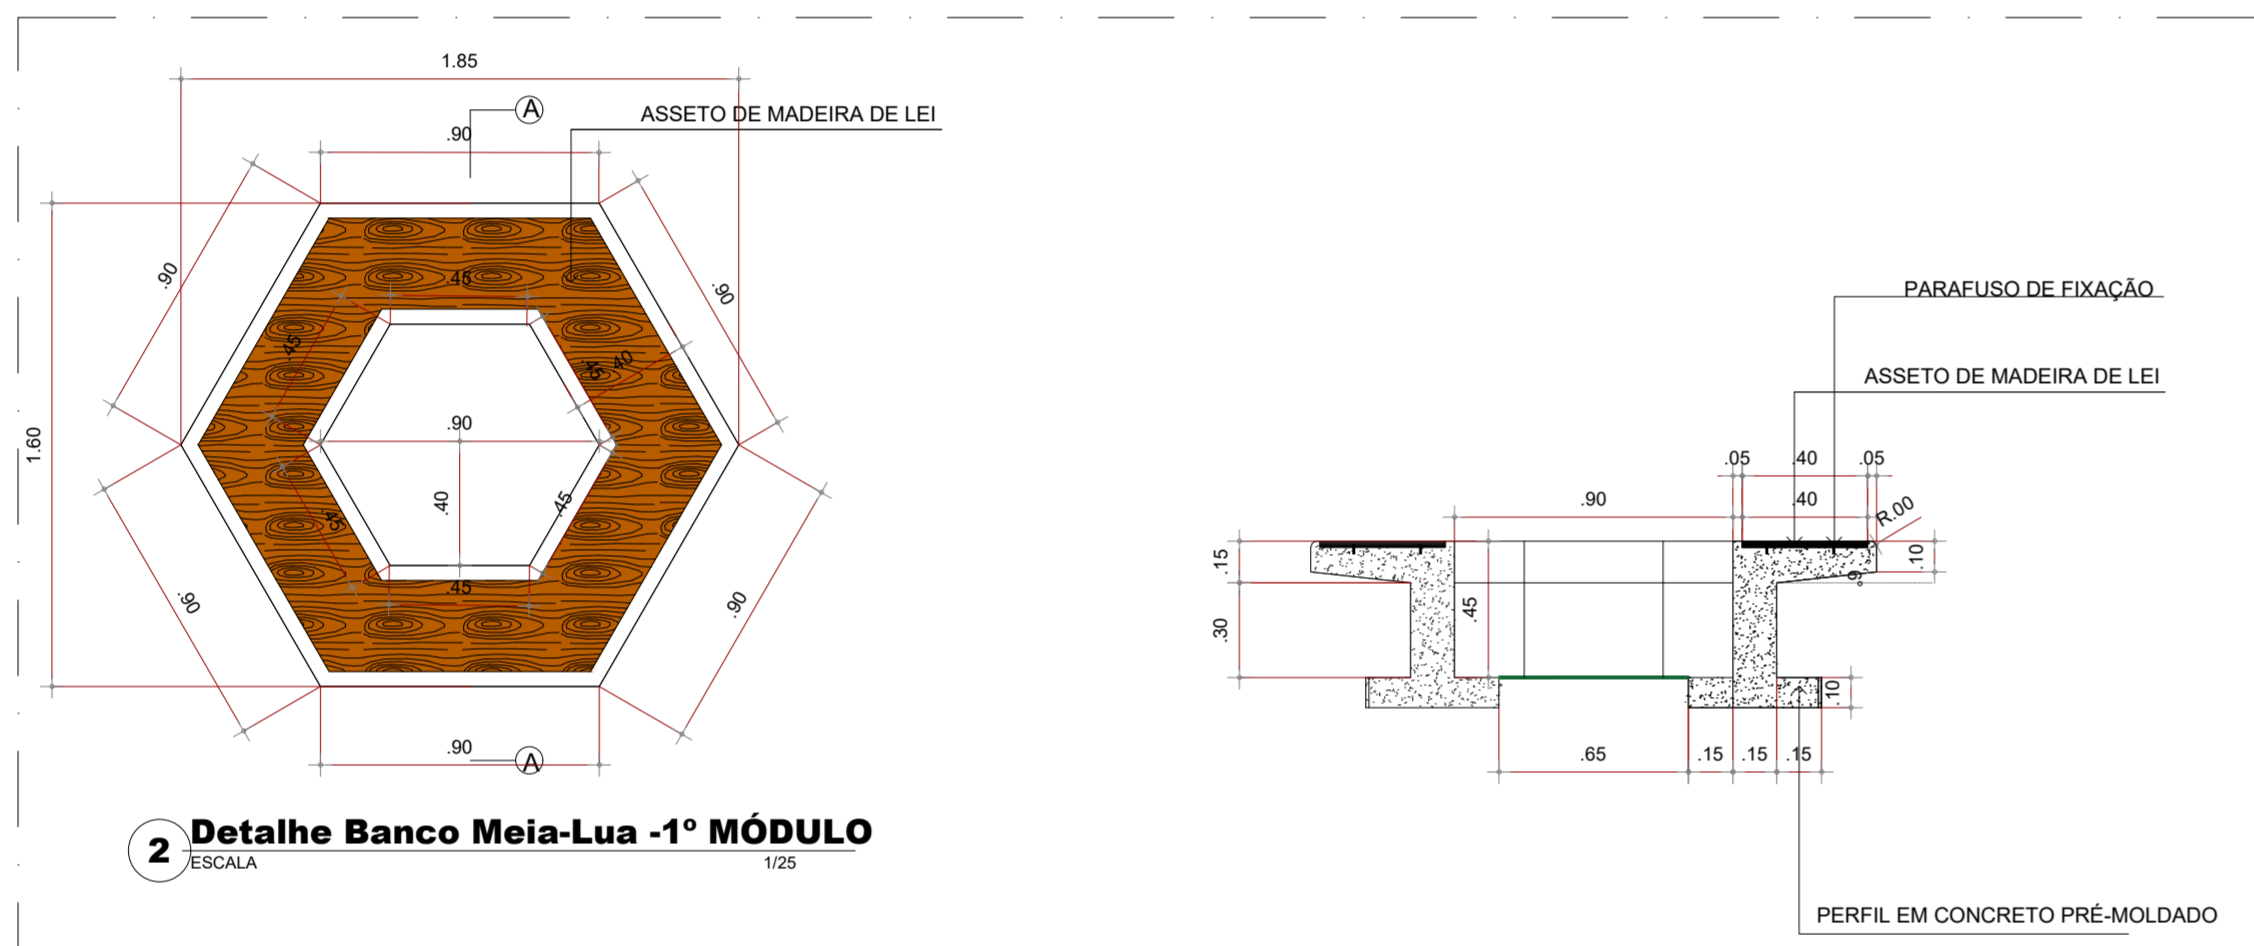 1.85
A
ASSETO DE MADEIRA DE LEI
.90
.90
.90
.45
.45
.45
.40
1.60
.90
.40
.45
.45
.45
.90
.90
.90
A
2 Detalhe Banco Meia-Lua -1º MÓDULO
ESCALA 1/25
PARAFUSO DE FIXAÇÃO
ASSETO DE MADEIRA DE LEI
.05 .40 .05
.90 .40
R.00
.15
.10
6°
.30
.45
.10
.65 .15 .15 .15
PERFIL EM CONCRETO PRÉ-MOLDADO